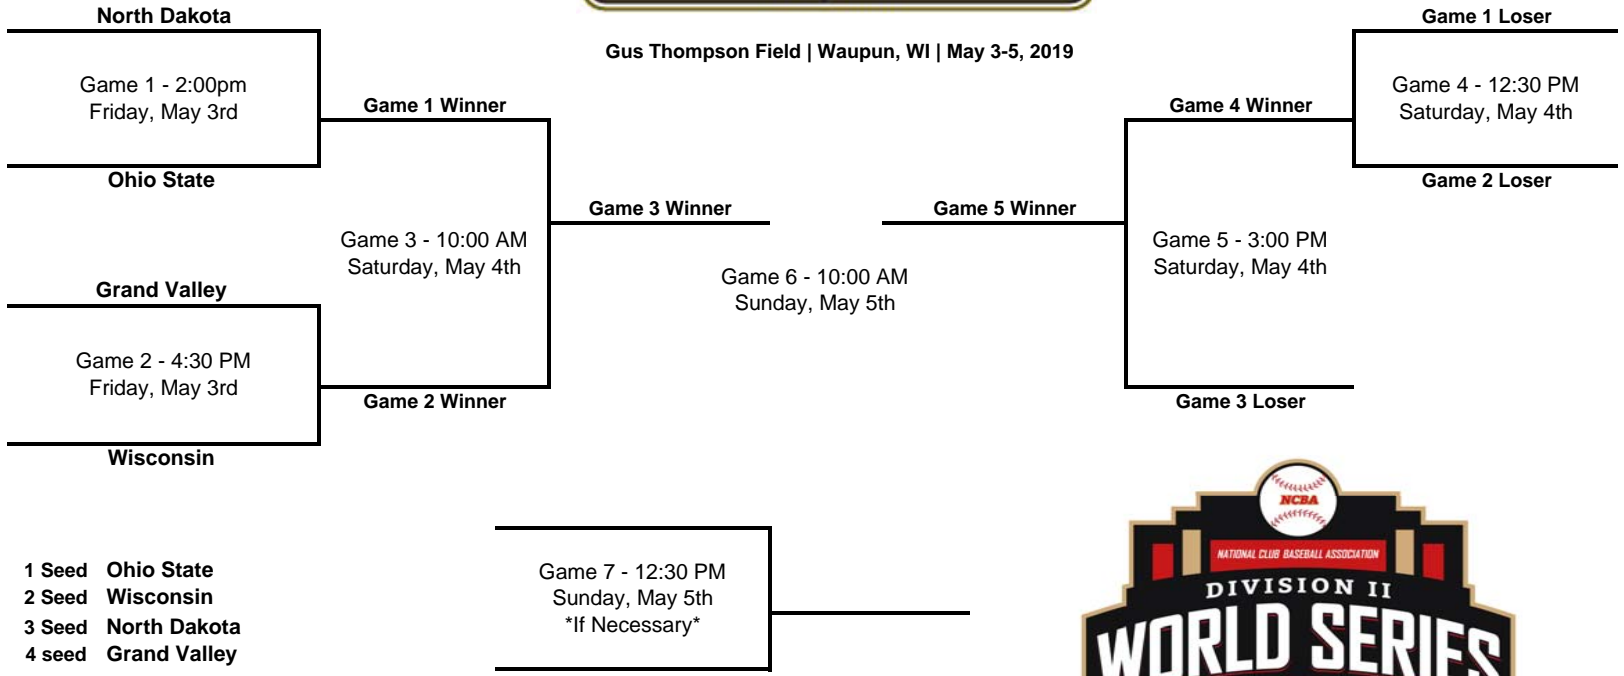 North Dakota
Game 1 Loser
Gus Thompson Field | Waupun, WI | May 3-5, 2019
Game 1 - 2:00pm
Friday, May 3rd
Game 4 - 12:30 PM
Saturday, May 4th
Game 1 Winner
Game 4 Winner
Ohio State
Game 2 Loser
Game 3 Winner
Game 5 Winner
Game 3 - 10:00 AM
Saturday, May 4th
Game 5 - 3:00 PM
Saturday, May 4th
Game 6 - 10:00 AM
Sunday, May 5th
Grand Valley
Game 2 - 4:30 PM
Friday, May 3rd
Game 2 Winner
Game 3 Loser
Wisconsin
1 Seed Ohio State
2 Seed Wisconsin
3 Seed North Dakota
4 seed Grand Valley
Game 7 - 12:30 PM
Sunday, May 5th
*If Necessary*
NCBA
NATIONAL CLUB BASEBALL ASSOCIATION
DIVISION II
WORLD SERIES